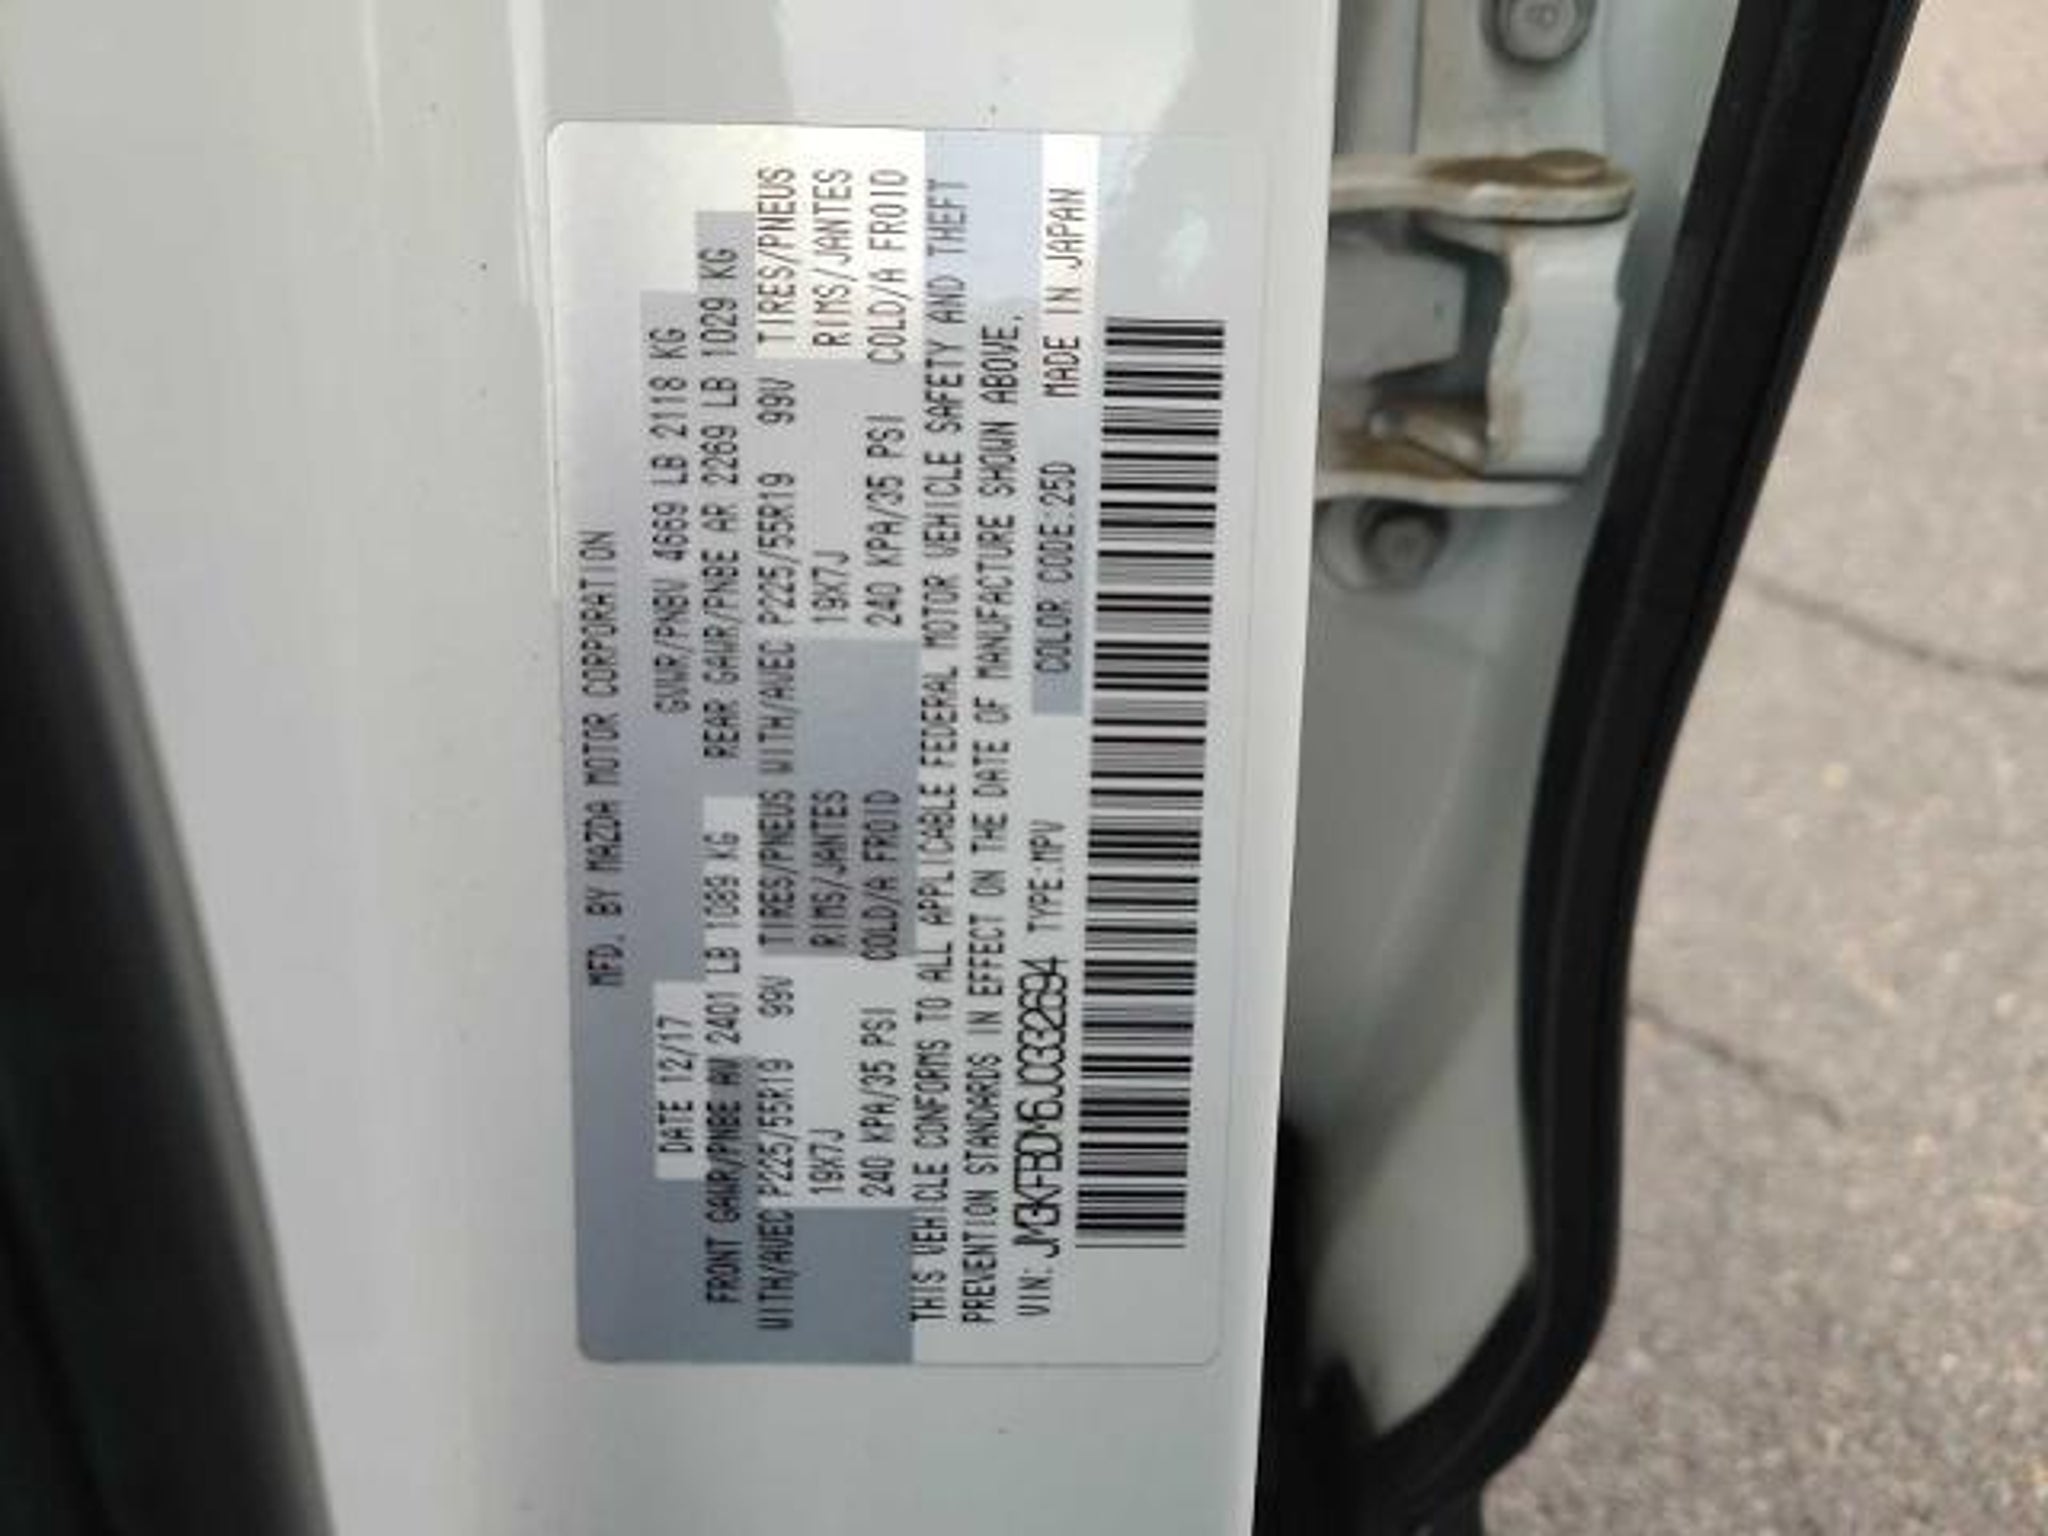 MFD. BY MAZDA MOTOR CORPORATION
DATE 12/17 GVWR/PNBV 4669 LB 2118 KG
FRONT GAWR/PNBE AV 2401 LB 1089 KG REAR GAWR/PNBE AR 2269 LB 1029 KG
WITH/AVEC P225/55R19 99V TIRES/PNEUS WITH/AVEC P225/55R19 99V TIRES/PNEUS
19X7J RIMS/JANTES 19X7J RIMS/JANTES
240 KPA/35 PSI COLD/A FROID 240 KPA/35 PSI COLD/A FROID
THIS VEHICLE CONFORMS TO ALL APPLICABLE FEDERAL MOTOR VEHICLE SAFETY AND THEFT
PREVENTION STANDARDS IN EFFECT ON THE DATE OF MANUFACTURE SHOWN ABOVE.
VIN: JM3KFBDM6J0332694 TYPE:MPV COLOR CODE:25D MADE IN JAPAN